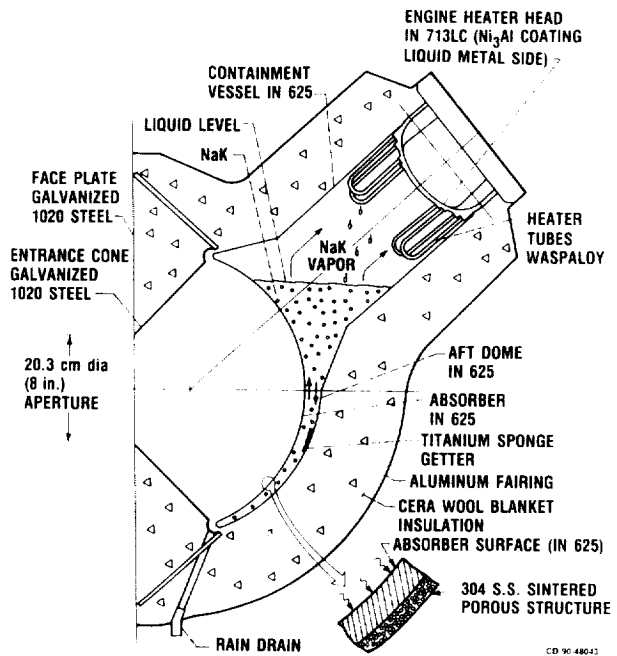 ENGINE HEATER HEAD
IN 713LC (Ni3Al COATING
LIQUID METAL SIDE)
CONTAINMENT
VESSEL IN 625
LIQUID LEVEL
NaK
FACE PLATE
GALVANIZED
1020 STEEL
ENTRANCE CONE
GALVANIZED
1020 STEEL
NaK
VAPOR
HEATER
TUBES
WASPALOY
20.3 cm dia
(8 in.)
APERTURE
AFT DOME
IN 625
ABSORBER
IN 625
TITANIUM SPONGE
GETTER
ALUMINUM FAIRING
CERA WOOL BLANKET
INSULATION
ABSORBER SURFACE (IN 625)
304 S.S. SINTERED
POROUS STRUCTURE
RAIN DRAIN
CD 90-48043